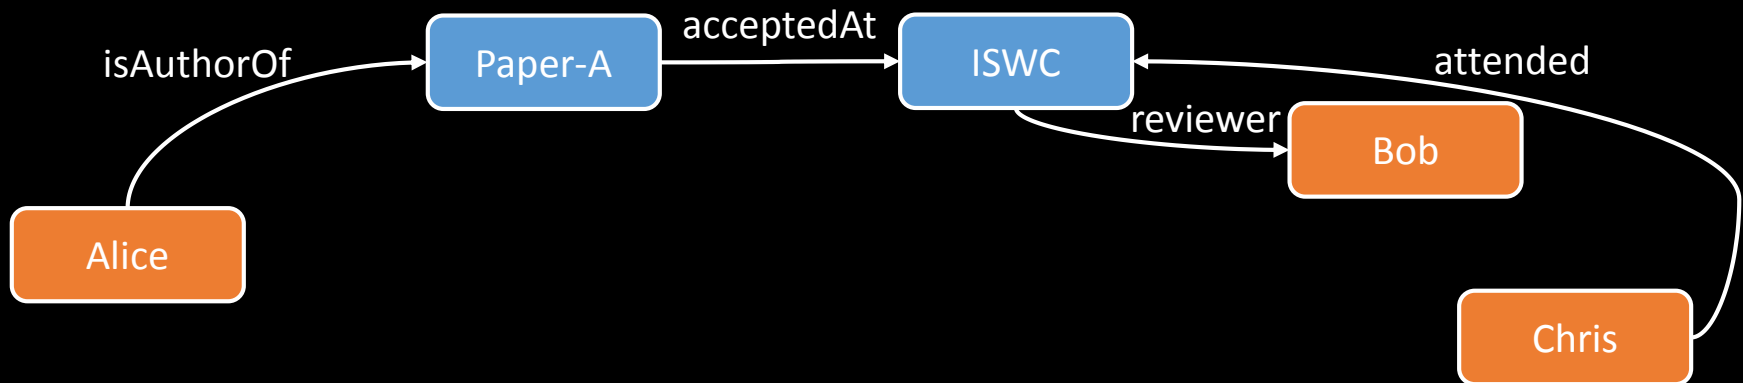 acceptedAt
isAuthorOf
Paper-A
ISWC
attended
reviewer
Bob
Alice
Chris